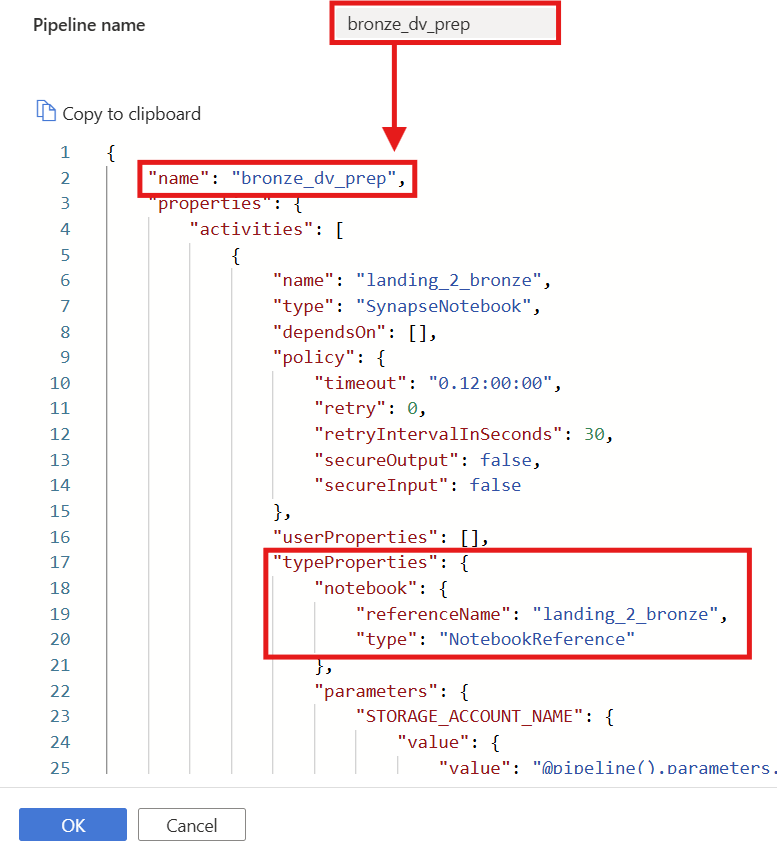 Pipeline name bronze_dv_prep
Copy to clipboard
1 {
2 "name": "bronze_dv_prep",
3 "properties": {
4 "activities": [
5 {
6 "name": "landing_2_bronze",
7 "type": "SynapseNotebook",
8 "dependsOn": [],
9 "policy": {
10 "timeout": "0.12:00:00",
11 "retry": 0,
12 "retryIntervalInSeconds": 30,
13 "secureOutput": false,
14 "secureInput": false
15 },
16 "userProperties": [],
17 "typeProperties": {
18 "notebook": {
19 "referenceName": "landing_2_bronze",
20 "type": "NotebookReference"
21 },
22 "parameters": {
23 "STORAGE_ACCOUNT_NAME": {
24 "value": {
25 "value": "@pipeline().parameters.
OK Cancel